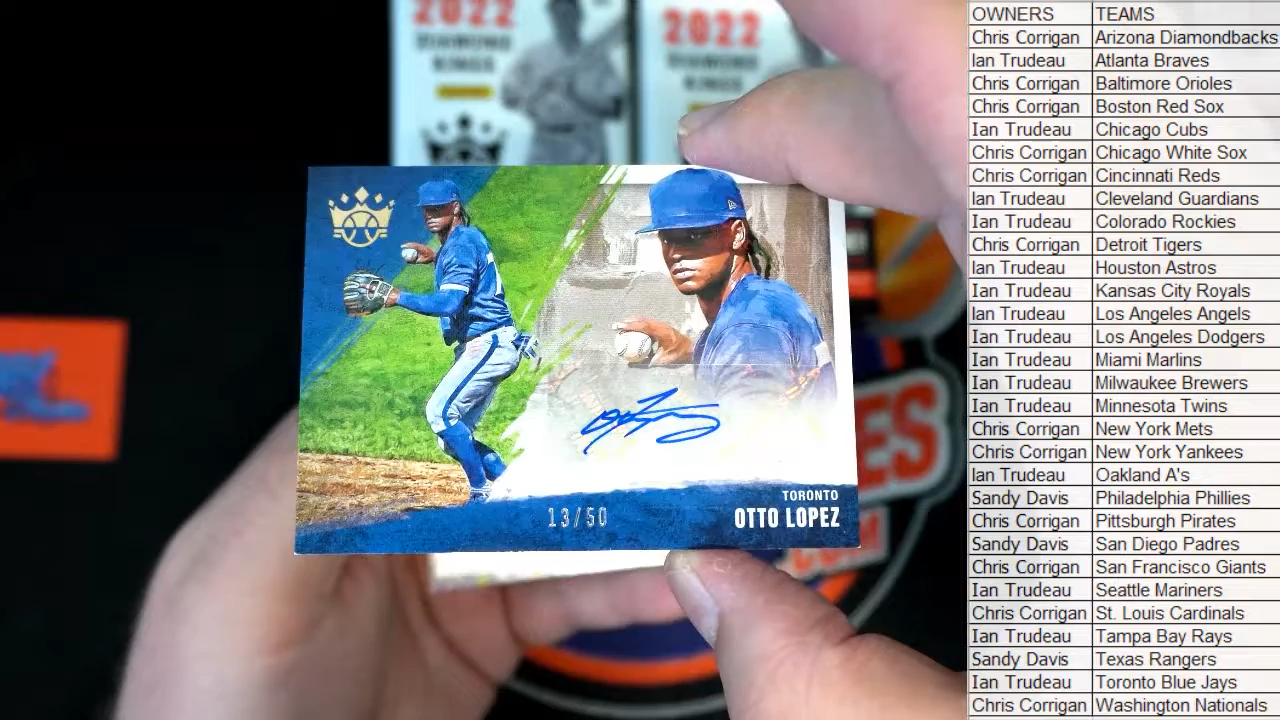 2022
DIAMOND
KINGS
2022
DIAMOND
KINGS
TORONTO
OTTO LOPEZ
13/50
ES
COM
OWNERS TEAMS
Chris Corrigan Arizona Diamondbacks
Ian Trudeau Atlanta Braves
Chris Corrigan Baltimore Orioles
Chris Corrigan Boston Red Sox
Ian Trudeau Chicago Cubs
Chris Corrigan Chicago White Sox
Chris Corrigan Cincinnati Reds
Ian Trudeau Cleveland Guardians
Ian Trudeau Colorado Rockies
Chris Corrigan Detroit Tigers
Ian Trudeau Houston Astros
Ian Trudeau Kansas City Royals
Ian Trudeau Los Angeles Angels
Ian Trudeau Los Angeles Dodgers
Ian Trudeau Miami Marlins
Ian Trudeau Milwaukee Brewers
Ian Trudeau Minnesota Twins
Chris Corrigan New York Mets
Chris Corrigan New York Yankees
Ian Trudeau Oakland A's
Sandy Davis Philadelphia Phillies
Chris Corrigan Pittsburgh Pirates
Sandy Davis San Diego Padres
Chris Corrigan San Francisco Giants
Ian Trudeau Seattle Mariners
Chris Corrigan St. Louis Cardinals
Ian Trudeau Tampa Bay Rays
Sandy Davis Texas Rangers
Ian Trudeau Toronto Blue Jays
Chris Corrigan Washington Nationals